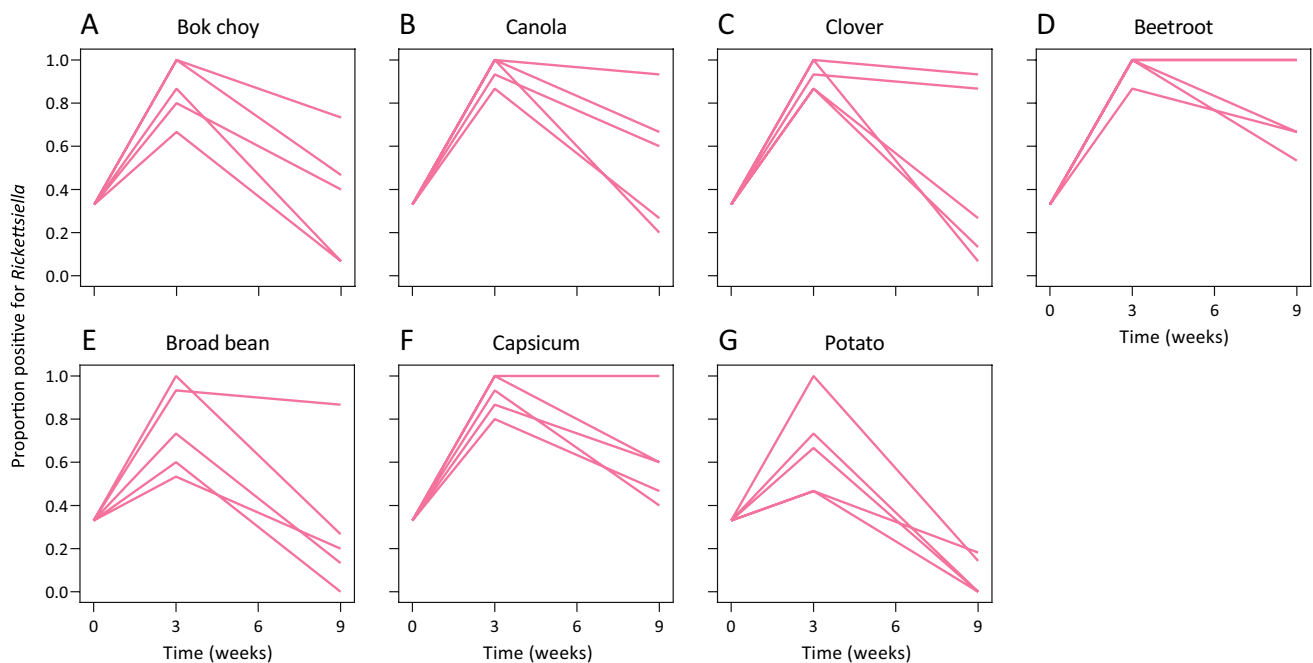 A Bok choy
B Canola
C Clover
D Beetroot
1.0
0.8
0.6
0.4
0.2
0.0
0 3 6 9
Time (weeks)
Proportion positive for Rickettsiella
E Broad bean
F Capsicum
G Potato
1.0
0.8
0.6
0.4
0.2
0.0
0 3 6 9
0 3 6 9
0 3 6 9
Time (weeks)
Time (weeks)
Time (weeks)